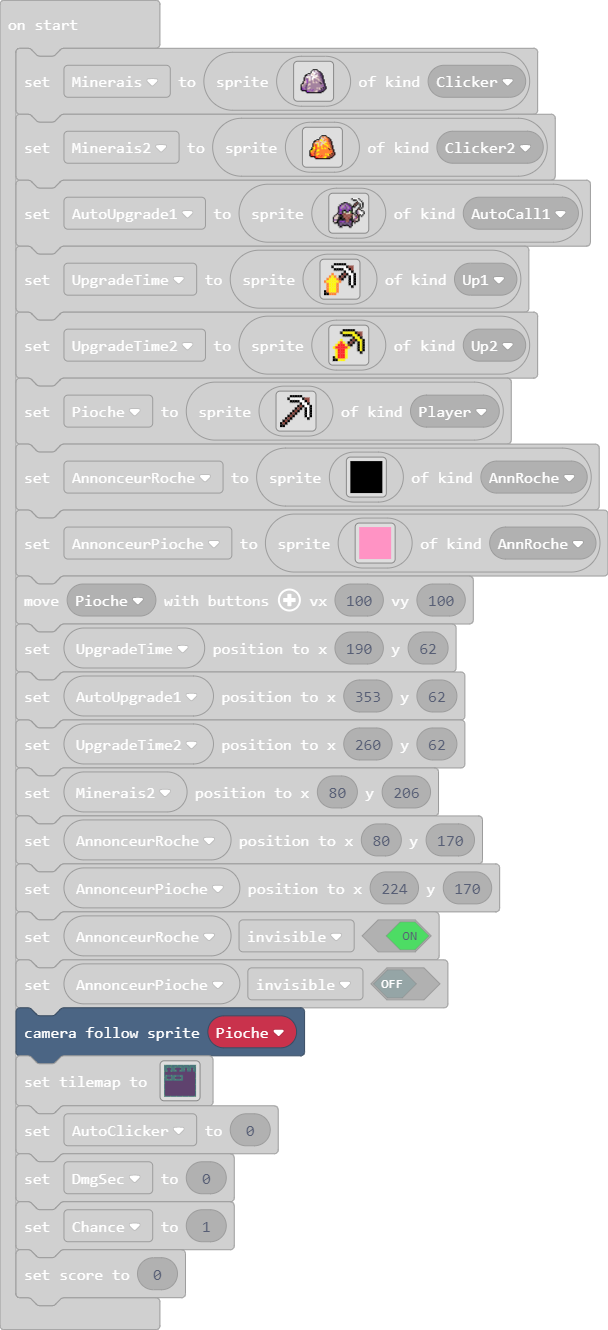 on start
set Minerais to sprite of kind Clicker
set Minerais2 to sprite of kind Clicker2
set AutoUpgrade1 to sprite of kind AutoCall1
set UpgradeTime to sprite of kind Up1
set UpgradeTime2 to sprite of kind Up2
set Pioche to sprite of kind Player
set AnnonceurRoche to sprite of kind AnnRoche
set AnnonceurPioche to sprite of kind AnnRoche
move Pioche with buttons vx 100 vy 100
set UpgradeTime position to x 190 y 62
set AutoUpgrade1 position to x 353 y 62
set UpgradeTime2 position to x 260 y 62
set Minerais2 position to x 80 y 206
set AnnonceurRoche position to x 80 y 170
set AnnonceurPioche position to x 224 y 170
set AnnonceurRoche invisible ON
set AnnonceurPioche invisible OFF
camera follow sprite Pioche
set tilemap to
set AutoClicker to 0
set DmgSec to 0
set Chance to 1
set score to 0